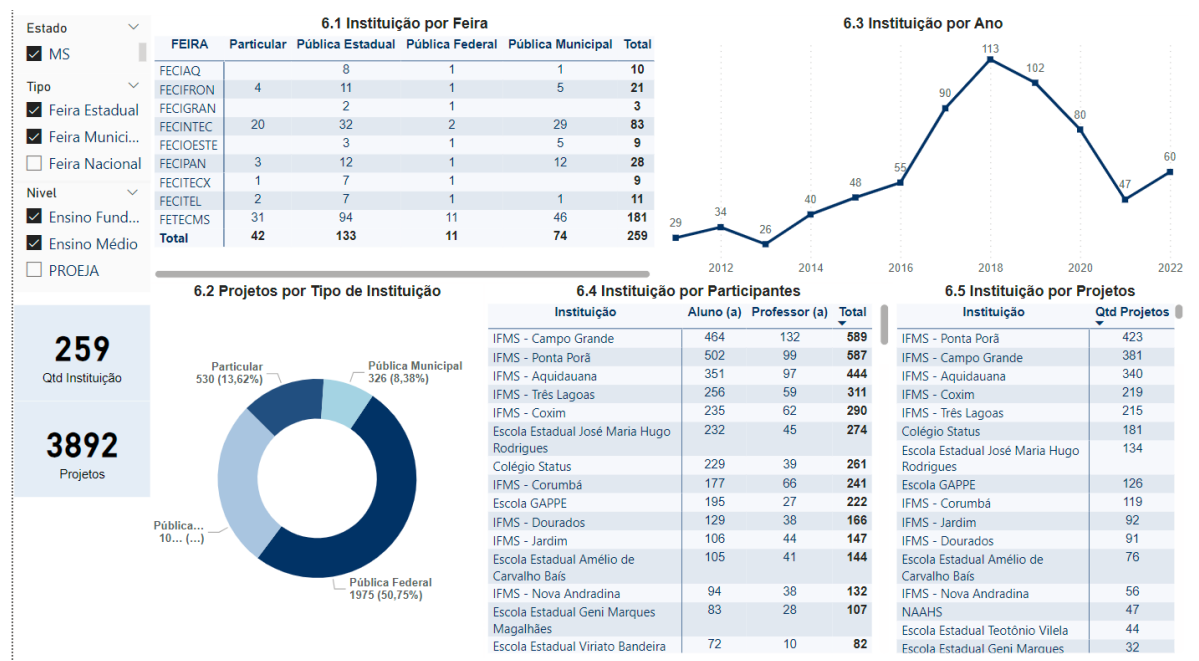 Estado
MS
Tipo
Feira Estadual
Feira Munici...
Feira Nacional
Nivel
Ensino Fund...
Ensino Médio
PROEJA
259
Qtd Instituição
3892
Projetos
6.1 Instituição por Feira
FEIRA Particular Pública Estadual Pública Federal Pública Municipal Total
FECIAQ 8 1 1 10
FECIFRON 4 11 1 5 21
FECIGRAN 2 1 3
FECINTEC 20 32 2 29 83
FECIOESTE 3 1 5 9
FECIPAN 3 12 1 12 28
FECITECX 1 7 1 9
FECITEL 2 7 1 1 11
FETECMS 31 94 11 46 181
Total 42 133 11 74 259
6.3 Instituição por Ano
29 34 26 40 48 55 90 113 102 80 47 60
2012 2014 2016 2018 2020 2022
6.2 Projetos por Tipo de Instituição
Particular
530 (13,62%)
Pública Municipal
326 (8,38%)
Pública...
10... (...)
Pública Federal
1975 (50,75%)
6.4 Instituição por Participantes
Instituição Aluno (a) Professor (a) Total
IFMS - Campo Grande 464 132 589
IFMS - Ponta Porã 502 99 587
IFMS - Aquidauana 351 97 444
IFMS - Três Lagoas 256 59 311
IFMS - Coxim 235 62 290
Escola Estadual José Maria Hugo 232 45 274
Rodrigues
Colégio Status 229 39 261
IFMS - Corumbá 177 66 241
Escola GAPPE 195 27 222
IFMS - Dourados 129 38 166
IFMS - Jardim 106 44 147
Escola Estadual Amélio de 105 41 144
Carvalho Baís
IFMS - Nova Andradina 94 38 132
Escola Estadual Geni Marques 83 28 107
Magalhães
Escola Estadual Viriato Bandeira 72 10 82
6.5 Instituição por Projetos
Instituição Qtd Projetos
IFMS - Ponta Porã 423
IFMS - Campo Grande 381
IFMS - Aquidauana 340
IFMS - Coxim 219
IFMS - Três Lagoas 215
Colégio Status 181
Escola Estadual José Maria Hugo 134
Rodrigues
Escola GAPPE 126
IFMS - Corumbá 119
IFMS - Jardim 92
IFMS - Dourados 91
Escola Estadual Amélio de 76
Carvalho Baís
IFMS - Nova Andradina 56
NAAHS 47
Escola Estadual Teotônio Vilela 44
Escola Estadual Geni Marques 32